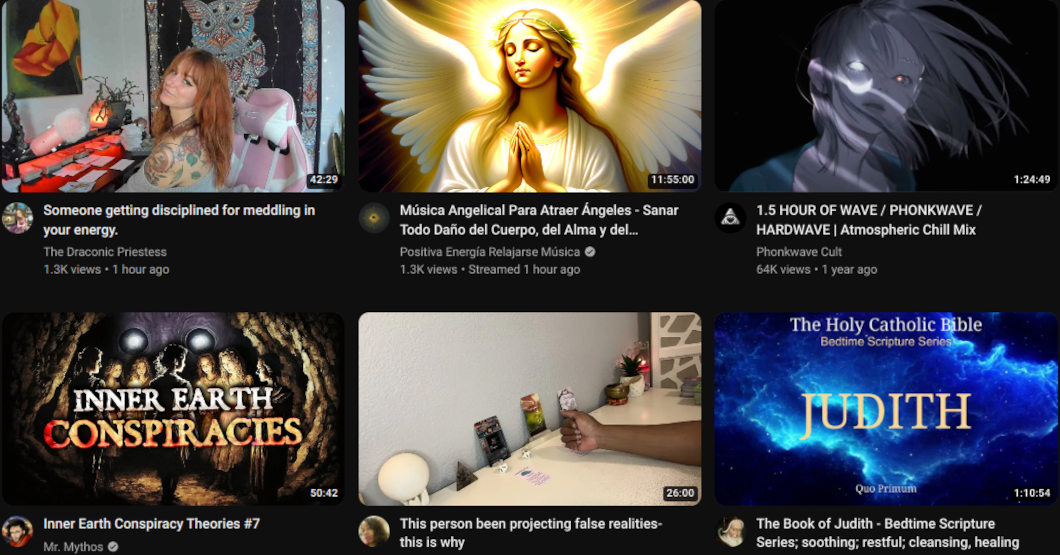 42:29
11:55:00
1:24:49
Someone getting disciplined for meddling in
your energy.
The Draconic Priestess
1.3K views • 1 hour ago
Música Angelical Para Atraer Ángeles - Sanar
Todo Daño del Cuerpo, del Alma y del...
Positiva Energía Relajarse Música
1.3K views • Streamed 1 hour ago
1.5 HOUR OF WAVE / PHONKWAVE /
HARDWAVE | Atmospheric Chill Mix
Phonkwave Cult
64K views • 1 year ago
INNER EARTH
CONSPIRACIES
50:42
26:00
The Holy Catholic Bible
Bedtime Scripture Series
JUDITH
Quo Primum
1:10:54
Inner Earth Conspiracy Theories #7
Mr. Mythos
This person been projecting false realities-
this is why
The Book of Judith - Bedtime Scripture
Series; soothing; restful; cleansing, healing